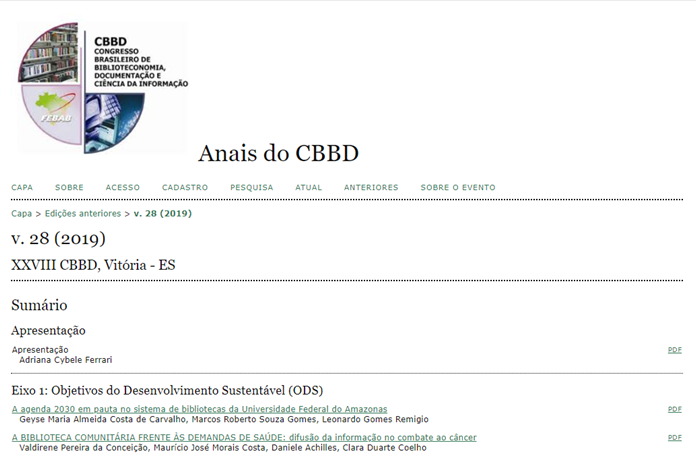 CBBD
CONGRESSO
BRASILEIRO DE
BIBLIOTECONOMIA,
DOCUMENTAÇÃO E
CIÊNCIA DA INFORMAÇÃO
FEBAB
Anais do CBBD
CAPA SOBRE ACESSO CADASTRO PESQUISA ATUAL ANTERIORES SOBRE O EVENTO
Capa > Edições anteriores > v. 28 (2019)
v. 28 (2019)
XXVIII CBBD, Vitória - ES
Sumário
Apresentação
Apresentação PDF
Adriana Cybele Ferrari
Eixo 1: Objetivos do Desenvolvimento Sustentável (ODS)
A agenda 2030 em pauta no sistema de bibliotecas da Universidade Federal do Amazonas PDF
Geyse Maria Almeida Costa de Carvalho, Marcos Roberto Souza Gomes, Leonardo Gomes Remigio
A BIBLIOTECA COMUNITÁRIA FRENTE ÀS DEMANDAS DE SAÚDE: difusão da informação no combate ao câncer PDF
Valdirene Pereira da Conceição, Maurício José Morais Costa, Daniele Achilles, Clara Duarte Coelho